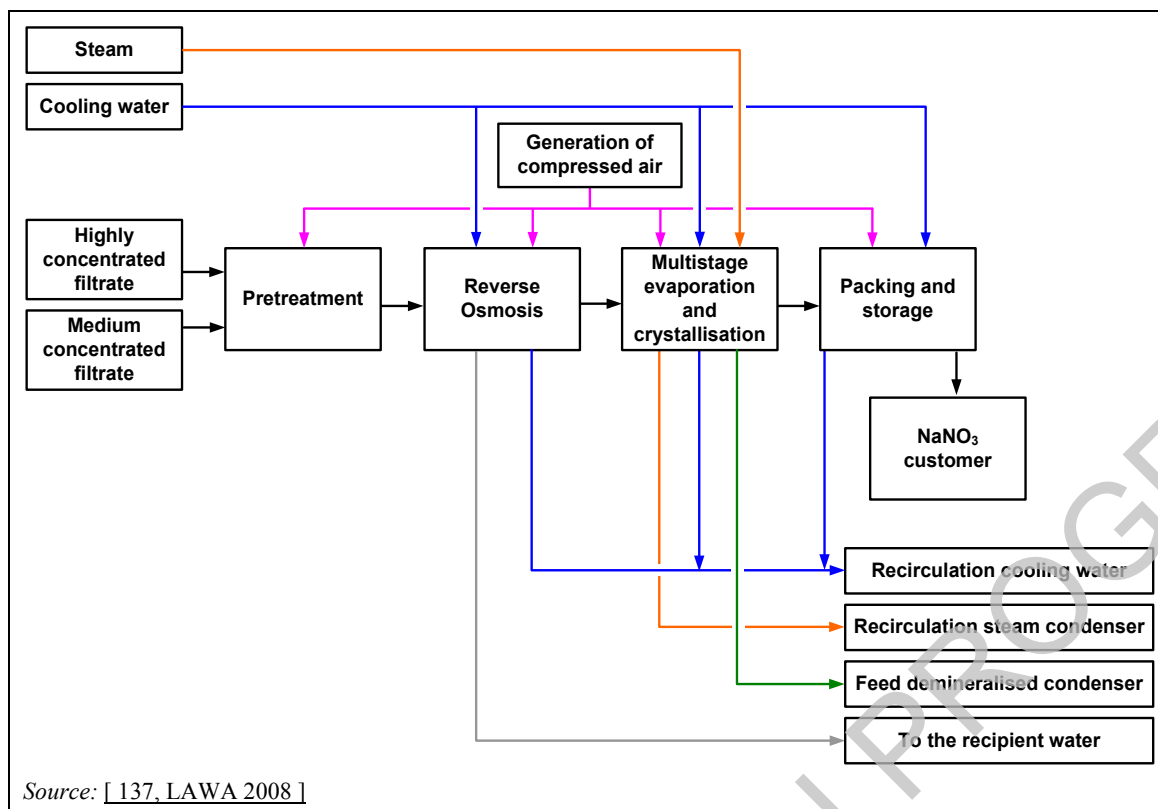 Steam
Cooling water
Generation of
compressed air
Highly
concentrated
filtrate
Medium
concentrated
filtrate
Pretreatment
Reverse
Osmosis
Multistage
evaporation
and
crystallisation
Packing and
storage
NaNO₃
customer
Recirculation cooling water
Recirculation steam condenser
Feed demineralised condenser
To the recipient water
Source: [ 137, LAWA 2008 ]